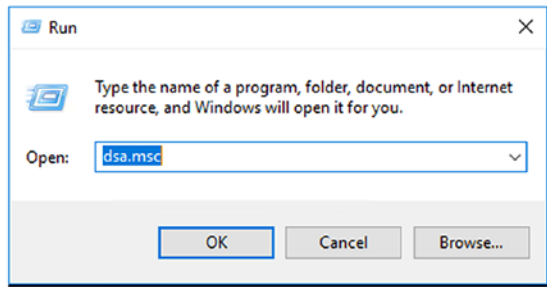 Run
Type the name of a program, folder, document, or Internet
resource, and Windows will open it for you.
Open:
dsa.msc
OK
Cancel
Browse...